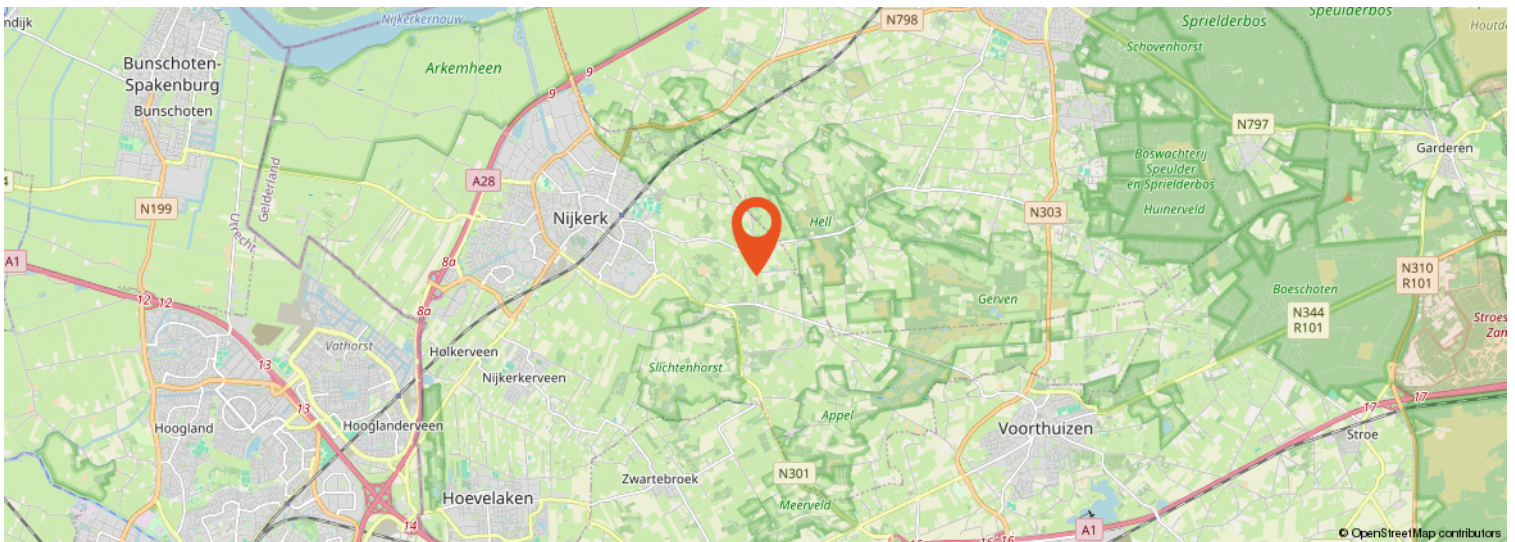 ndijk
Nijkerkernauw
N798
Sprielderbos
Speulderbos
Houtdo
Bunschoten-
Spakenburg
Arkemheen
Schovenhorst
9
9
Bunschoten
N797
Garderen
Boswachterij
Speulder
en Sprielderbos
Gelderland
A28
4
N199
Utrecht
Nijkerk
Hell
N303
Huinerveld
A1
8a
N310
R101
12
12
8a
Gerven
Boeschoten
N344
R101
Stroes
Zan
Vathorst
Holkerveen
13
Nijkerkerveen
Slichtenhorst
17
17
13
Hoogland
Hooglanderveen
Appel
Voorthuizen
Stroe
Zwartebroek
N301
Hoevelaken
Meerveld
14
A1
16
16
© OpenStreetMap contributors